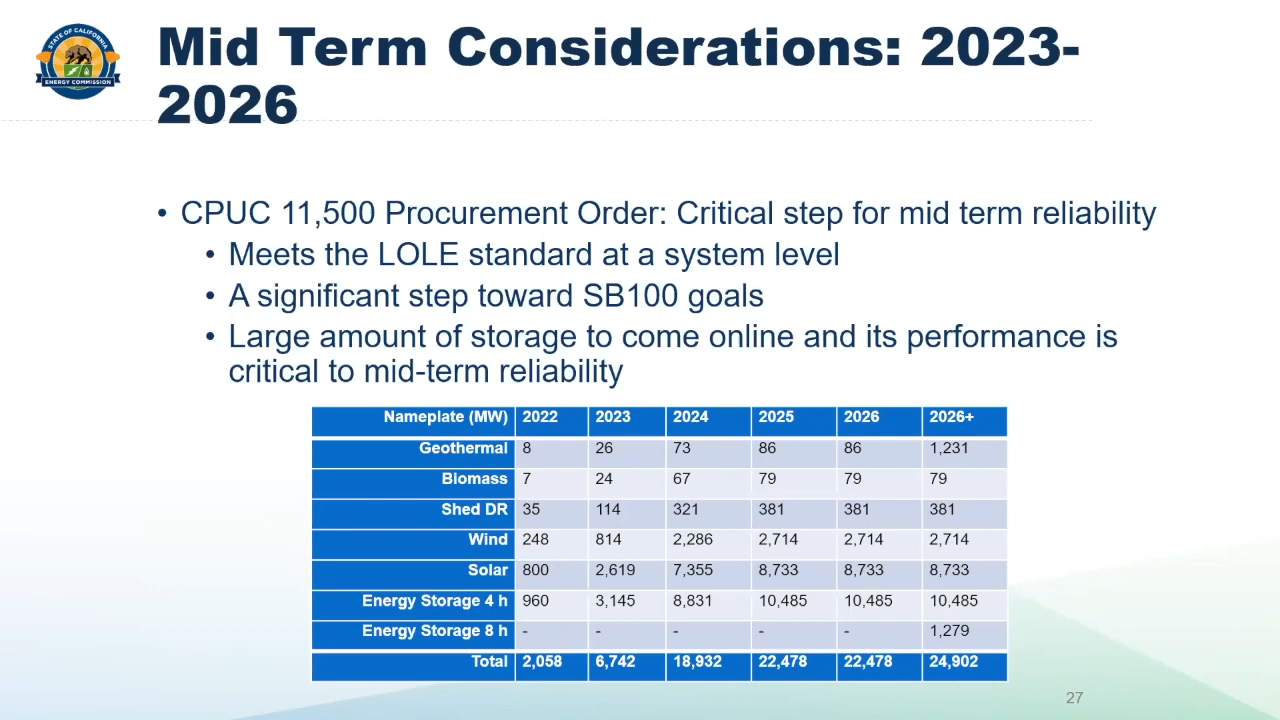 STATE OF CALIFORNIA
ENERGY COMMISSION
Mid Term Considerations: 2023-
2026
• CPUC 11,500 Procurement Order: Critical step for mid term reliability
• Meets the LOLE standard at a system level
• A significant step toward SB100 goals
• Large amount of storage to come online and its performance is
critical to mid-term reliability
Nameplate (MW) 2022 2023 2024 2025 2026 2026+
Geothermal 8 26 73 86 86 1,231
Biomass 7 24 67 79 79 79
Shed DR 35 114 321 381 381 381
Wind 248 814 2,286 2,714 2,714 2,714
Solar 800 2,619 7,355 8,733 8,733 8,733
Energy Storage 4 h 960 3,145 8,831 10,485 10,485 10,485
Energy Storage 8 h - - - - - 1,279
Total 2,058 6,742 18,932 22,478 22,478 24,902
27